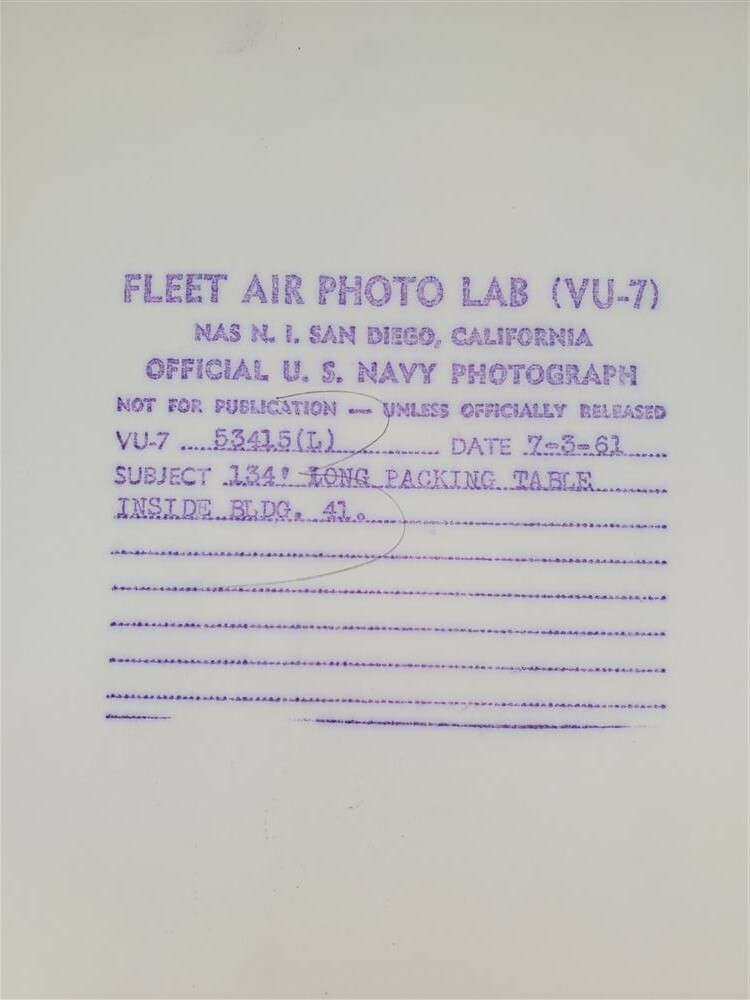 FLEET AIR PHOTO LAB (VU-7)
NAS N. I. SAN DIEGO, CALIFORNIA
OFFICIAL U. S. NAVY PHOTOGRAPH
NOT FOR PUBLICATION — UNLESS OFFICIALLY RELEASED
VU-7 53415(L) DATE 7-3-61
SUBJECT 134' LONG PACKING TABLE
INSIDE BLDG. 41.
3